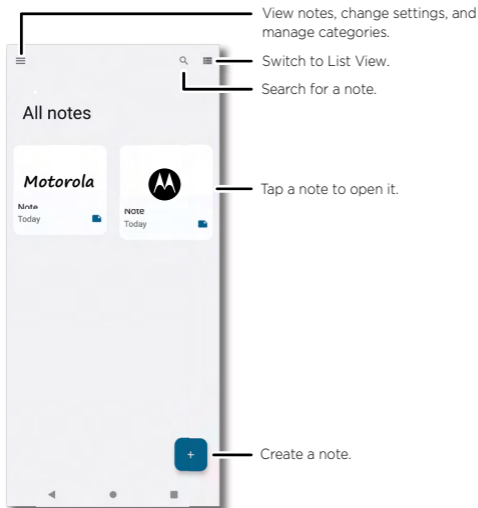 View notes, change settings, and
manage categories.
Switch to List View.
Search for a note.
All notes
Motorola
Note
Today
Note
Today
Tap a note to open it.
Create a note.